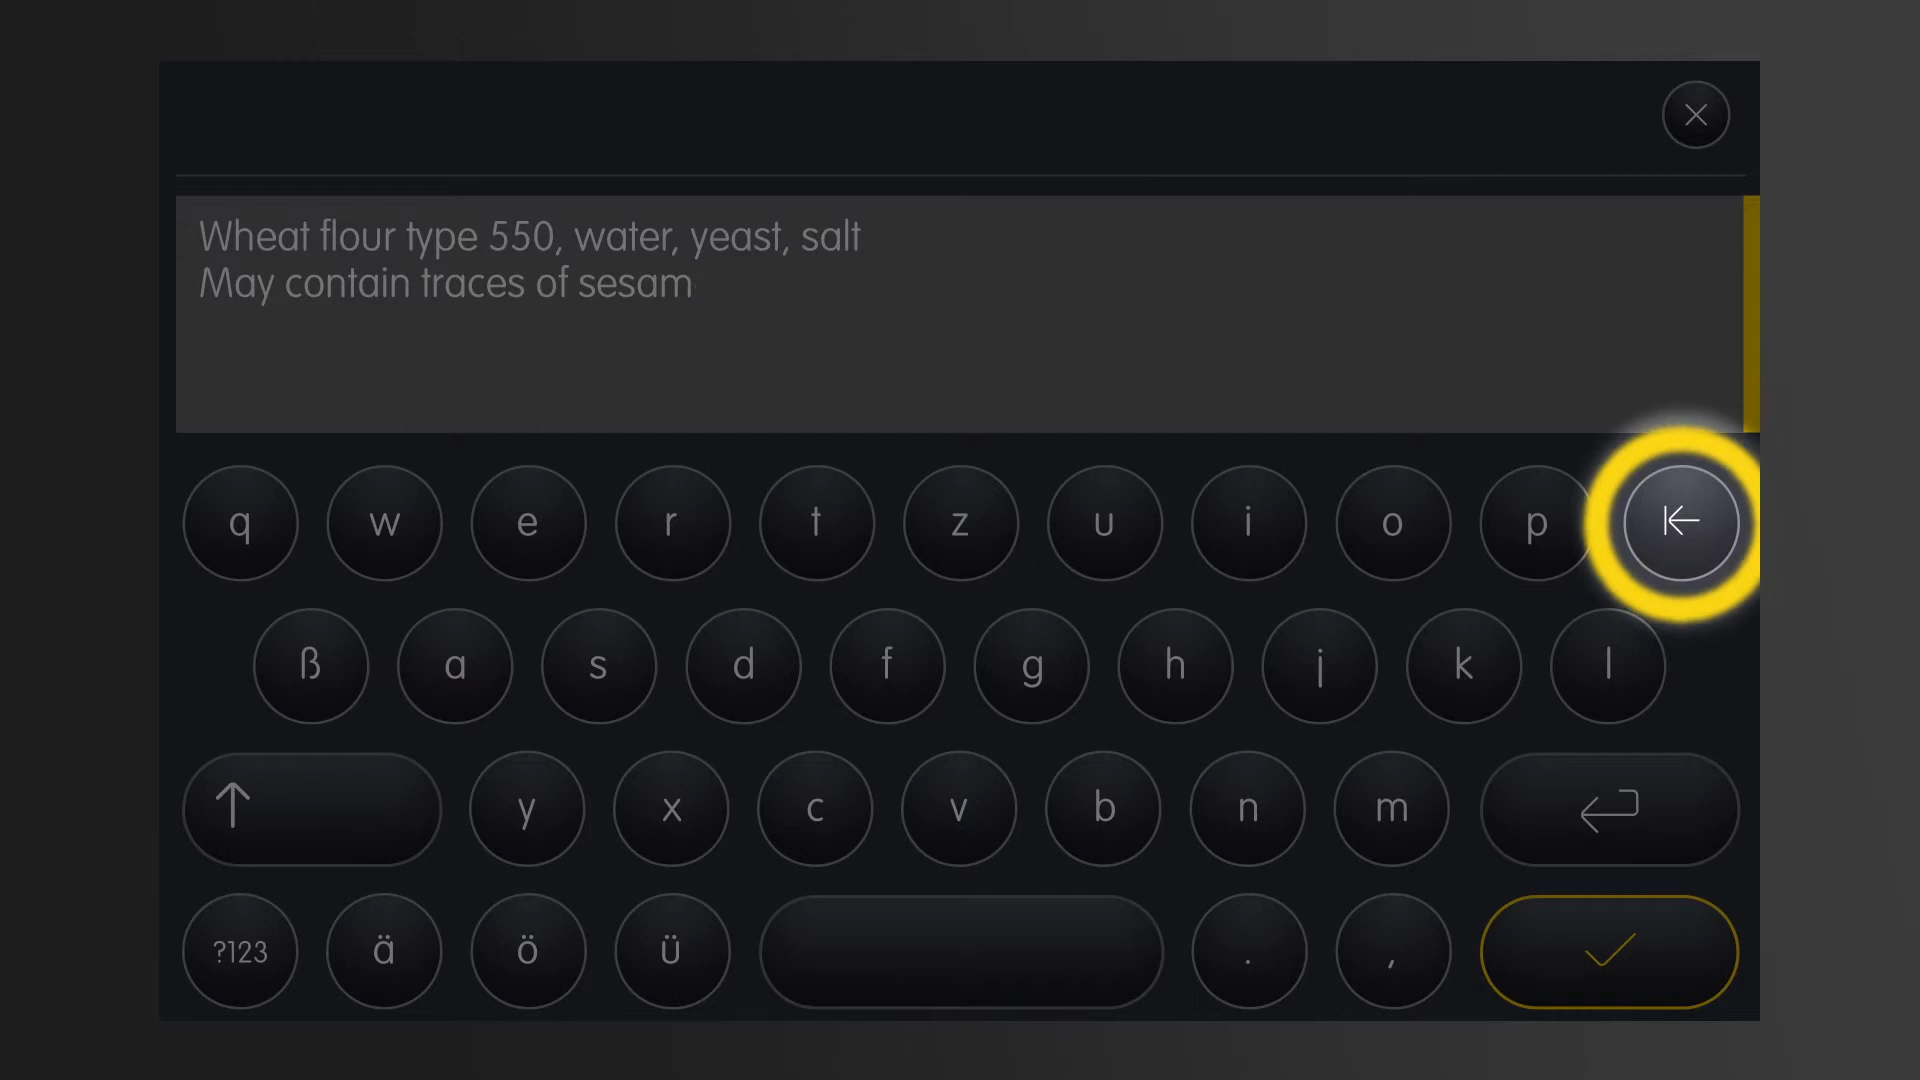 Wheat flour type 550, water, yeast, salt
May contain traces of sesam
q w e r t z u i o p
ß a s d f g h j k l
y x c v b n m
?123 ä ö ü . ,